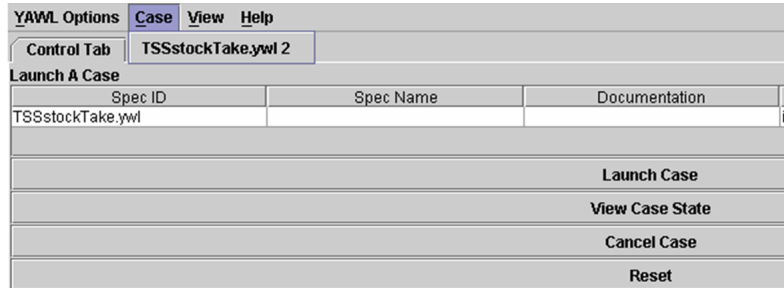 YAWL Options Case View Help
Control Tab TSSstockTake.ywl 2
Launch A Case
Spec ID Spec Name Documentation
TSSstockTake.ywl
Launch Case
View Case State
Cancel Case
Reset